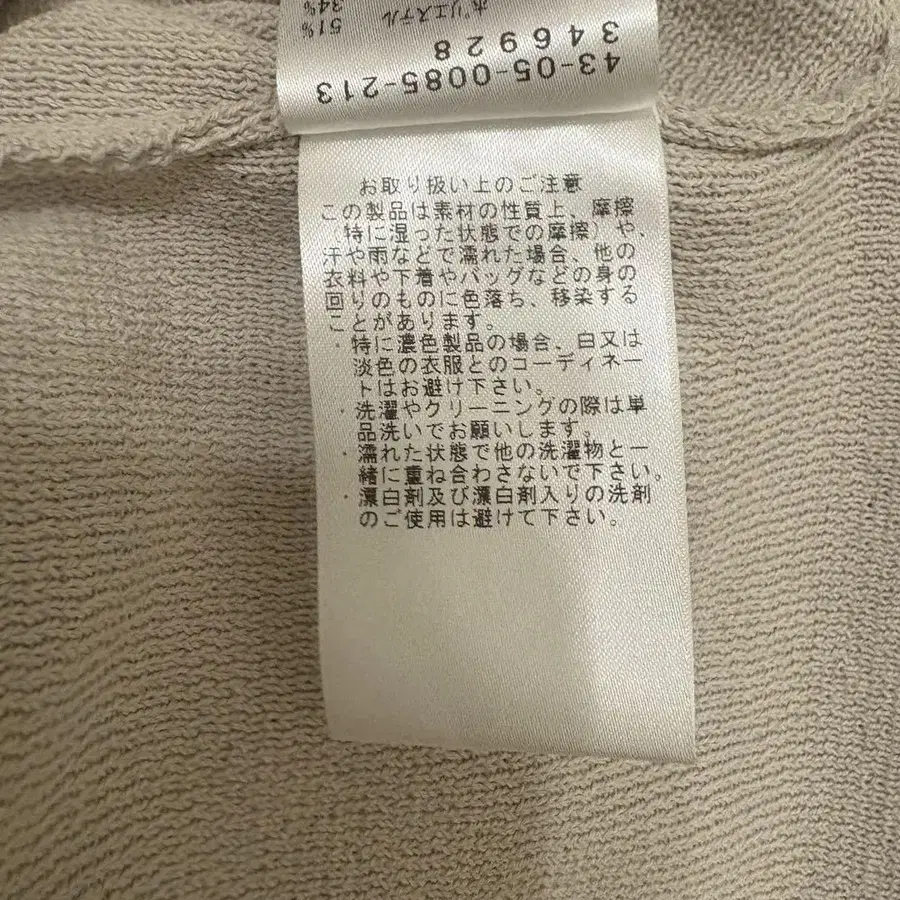 51%
34%
ポリエステル
346928
43-05-0085-213
お取り扱い上のご注意
この製品は素材の性質上、摩擦
特に湿った状態での摩擦）や、
汗や雨などで濡れた場合、他の
衣料や下着やバッグなどの身の
回りのものに色落ち、移染する
ことがあります。
・特に濃色製品の場合、白又は
淡色の衣服とのコーディネー
トはお避け下さい。
・洗濯やクリーニングの際は単
品洗いでお願いします。
・濡れた状態で他の洗濯物と一
緒に重ね合わさないで下さい。
・漂白剤及び漂白剤入りの洗剤
のご使用は避けて下さい。